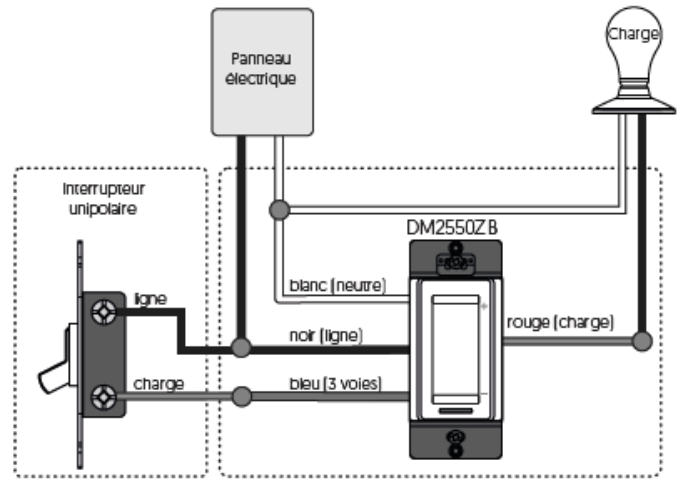 Panneau
électrique
Charge
Interrupteur
unipolaire
DM2550ZB
ligne
blanc (neutre)
noir (ligne)
rouge (charge)
charge
bleu (3 voies)